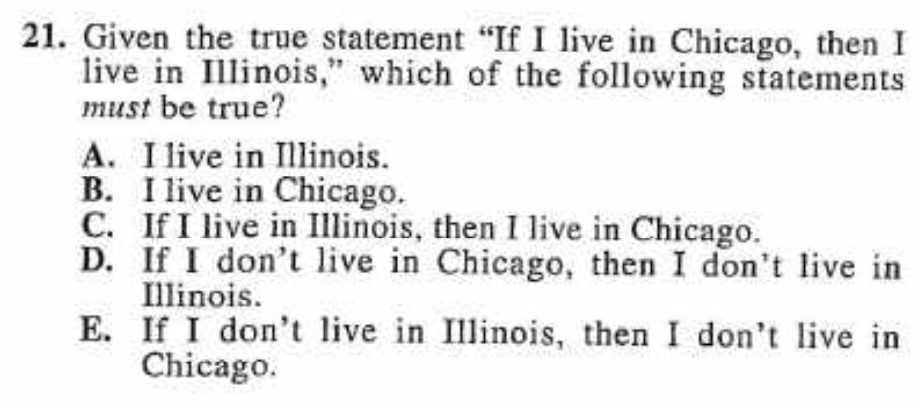 21. Given the true statement “If I live in Chicago, then I
live in Illinois,” which of the following statements
must be true?
A. I live in Illinois.
B. I live in Chicago.
C. If I live in Illinois, then I live in Chicago.
D. If I don’t live in Chicago, then I don’t live in
Illinois.
E. If I don’t live in Illinois, then I don’t live in
Chicago.